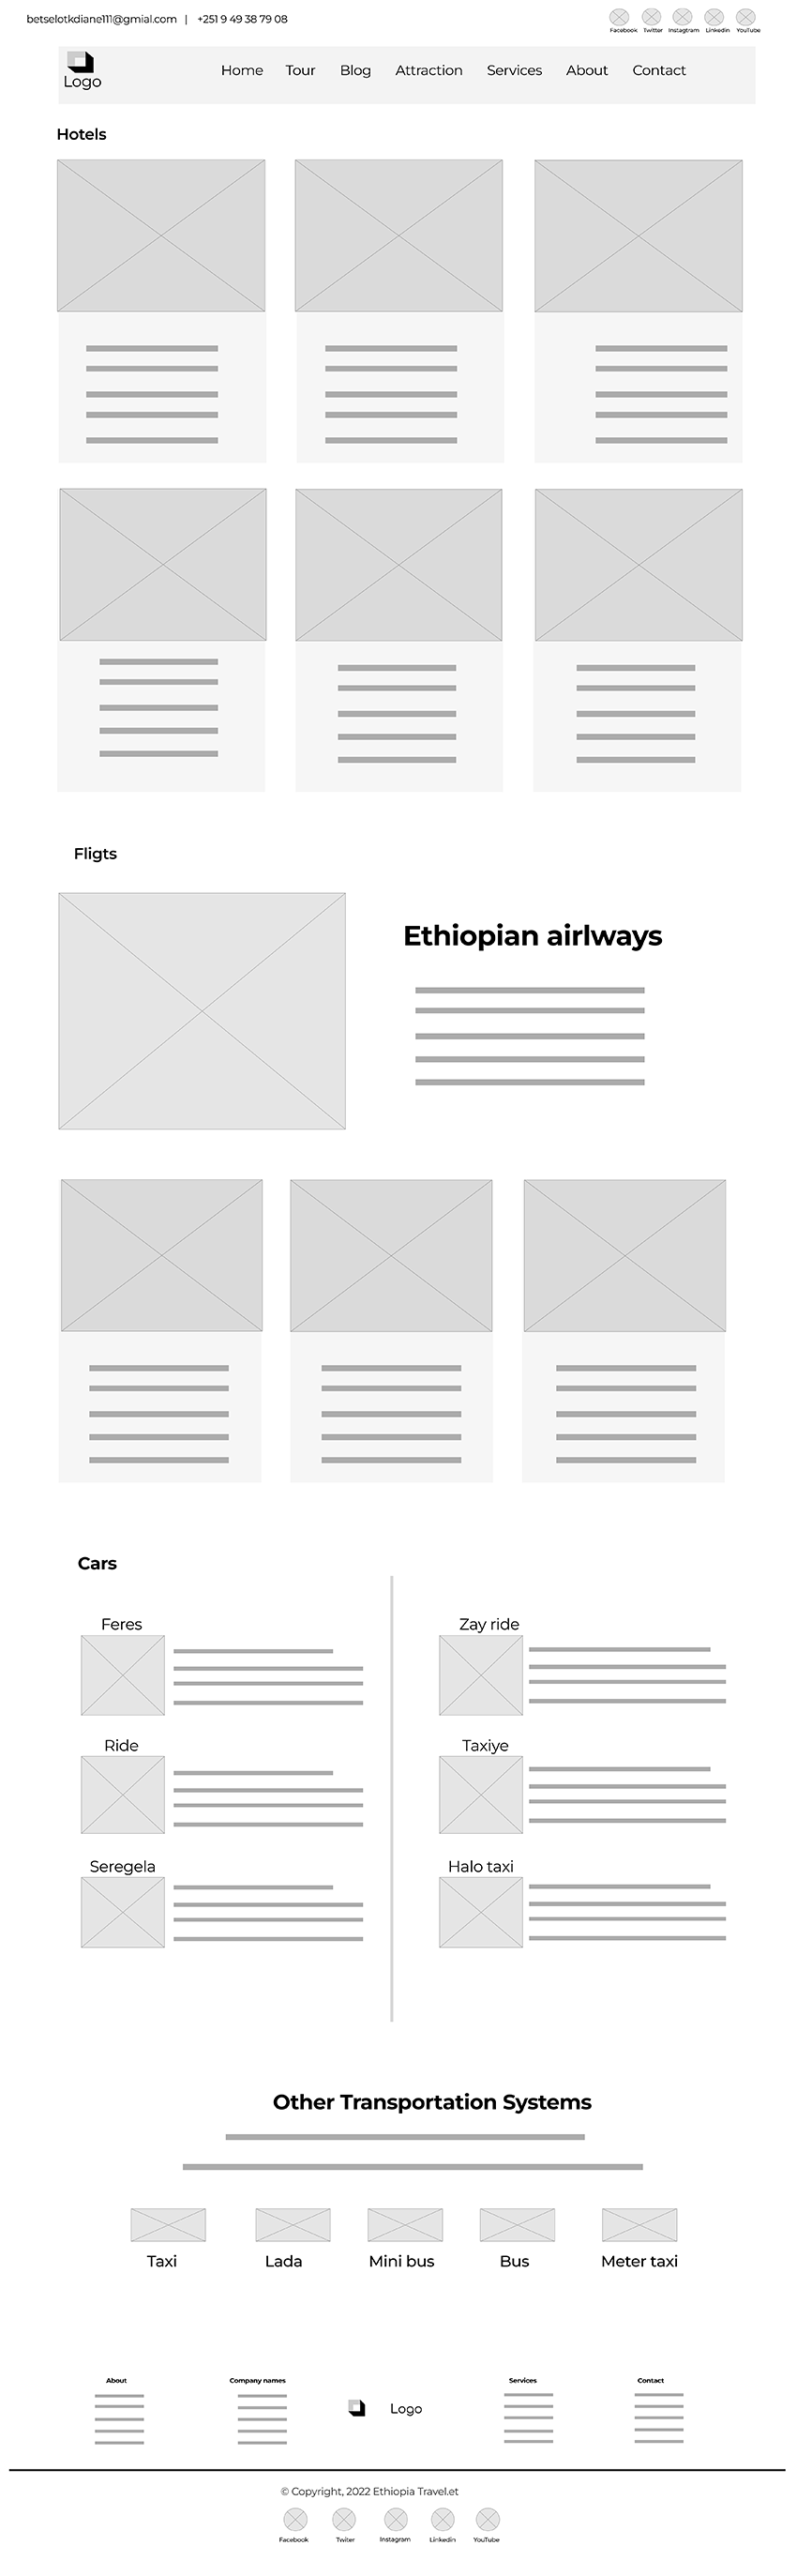 betselotkdiane111@gmial.com | +251 9 49 38 79 08
Facebook Twitter Instagtram Linkedin YouTube
Logo
Home Tour Blog Attraction Services About Contact
Hotels
Fligts
Ethiopian airlways
Cars
Feres
Zay ride
Ride
Taxiye
Seregela
Halo taxi
Other Transportation Systems
Taxi Lada Mini bus Bus Meter taxi
About Company names Services Contact
Logo
© Copyright, 2022 Ethiopia Travel.et
Facebook Twiter Instagram Linkedin YouTube